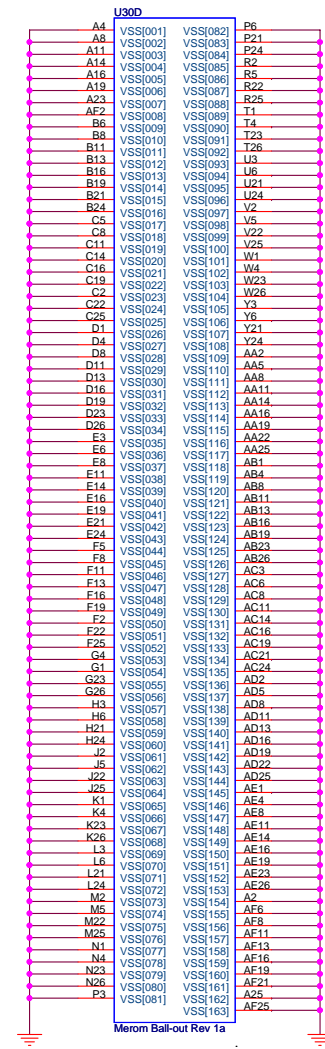 U30D
A4 VSS[001] VSS[082] P6
A8 VSS[002] VSS[083] P21
A11 VSS[003] VSS[084] P24
A14 VSS[004] VSS[085] R2
A16 VSS[005] VSS[086] R5
A19 VSS[006] VSS[087] R22
A23 VSS[007] VSS[088] R25
AF2 VSS[008] VSS[089] T1
B6 VSS[009] VSS[090] T4
B8 VSS[010] VSS[091] T23
B11 VSS[011] VSS[092] T26
B13 VSS[012] VSS[093] U3
B16 VSS[013] VSS[094] U6
B19 VSS[014] VSS[095] U21
B21 VSS[015] VSS[096] U24
B24 VSS[016] VSS[097] V2
C5 VSS[017] VSS[098] V5
C8 VSS[018] VSS[099] V22
C11 VSS[019] VSS[100] V25
C14 VSS[020] VSS[101] W1
C16 VSS[021] VSS[102] W4
C19 VSS[022] VSS[103] W23
C2 VSS[023] VSS[104] W26
C22 VSS[024] VSS[105] Y3
C25 VSS[025] VSS[106] Y6
D1 VSS[026] VSS[107] Y21
D4 VSS[027] VSS[108] Y24
D8 VSS[028] VSS[109] AA2
D11 VSS[029] VSS[110] AA5
D13 VSS[030] VSS[111] AA8
D16 VSS[031] VSS[112] AA11
D19 VSS[032] VSS[113] AA14
D23 VSS[033] VSS[114] AA16
D26 VSS[034] VSS[115] AA19
E3 VSS[035] VSS[116] AA22
E6 VSS[036] VSS[117] AA25
E8 VSS[037] VSS[118] AB1
E11 VSS[038] VSS[119] AB4
E14 VSS[039] VSS[120] AB8
E16 VSS[040] VSS[121] AB11
E19 VSS[041] VSS[122] AB13
E21 VSS[042] VSS[123] AB16
E24 VSS[043] VSS[124] AB19
F5 VSS[044] VSS[125] AB23
F8 VSS[045] VSS[126] AB26
F11 VSS[046] VSS[127] AC3
F13 VSS[047] VSS[128] AC6
F16 VSS[048] VSS[129] AC8
F19 VSS[049] VSS[130] AC11
F2 VSS[050] VSS[131] AC14
F22 VSS[051] VSS[132] AC16
F25 VSS[052] VSS[133] AC19
G4 VSS[053] VSS[134] AC21
G1 VSS[054] VSS[135] AC24
G23 VSS[055] VSS[136] AD2
G26 VSS[056] VSS[137] AD5
H3 VSS[057] VSS[138] AD8
H6 VSS[058] VSS[139] AD11
H21 VSS[059] VSS[140] AD13
H24 VSS[060] VSS[141] AD16
J2 VSS[061] VSS[142] AD19
J5 VSS[062] VSS[143] AD22
J22 VSS[063] VSS[144] AD25
J25 VSS[064] VSS[145] AE1
K1 VSS[065] VSS[146] AE4
K4 VSS[066] VSS[147] AE8
K23 VSS[067] VSS[148] AE11
K26 VSS[068] VSS[149] AE14
L3 VSS[069] VSS[150] AE16
L6 VSS[070] VSS[151] AE19
L21 VSS[071] VSS[152] AE23
L24 VSS[072] VSS[153] AE26
M2 VSS[073] VSS[154] A2
M5 VSS[074] VSS[155] AF6
M22 VSS[075] VSS[156] AF8
M25 VSS[076] VSS[157] AF11
N1 VSS[077] VSS[158] AF13
N4 VSS[078] VSS[159] AF16
N23 VSS[079] VSS[160] AF19
N26 VSS[080] VSS[161] AF21
P3 VSS[081] VSS[162] A25
VSS[163] AF25
Merom Ball-out Rev 1a